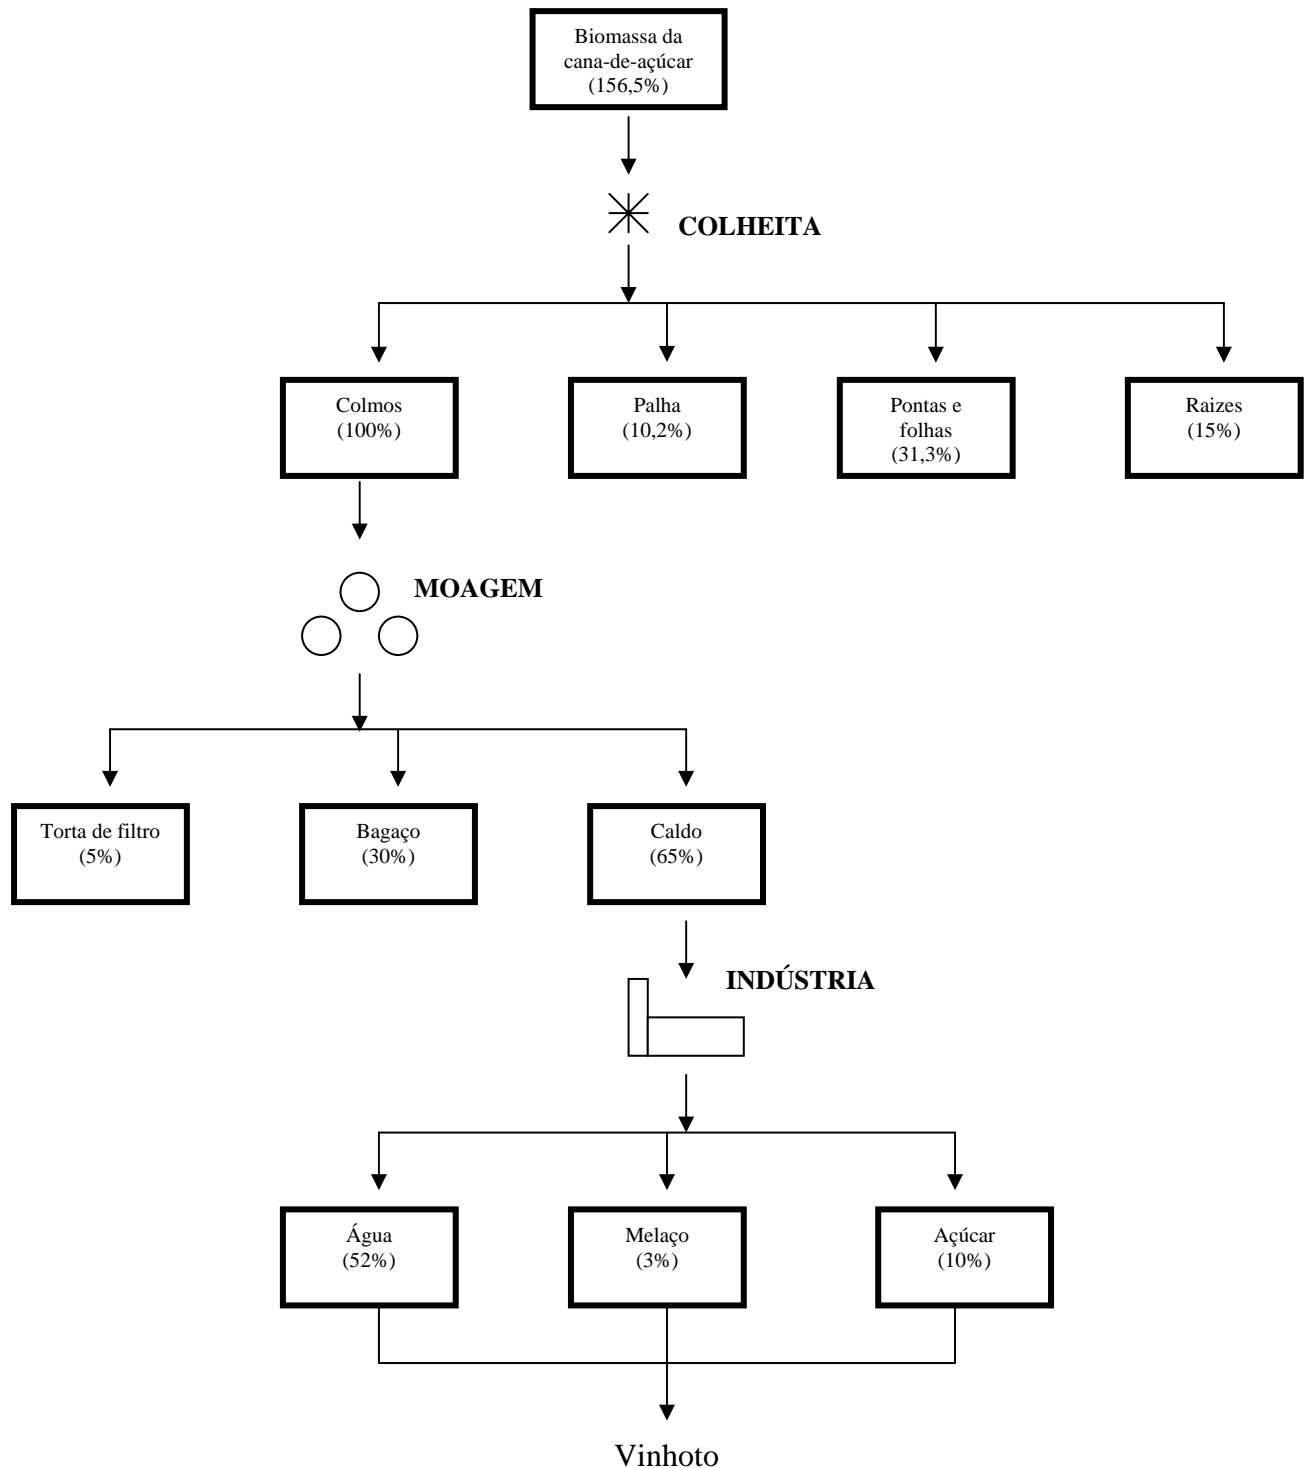 Biomassa da
cana-de-açúcar
(156,5%)
COLHEITA
Colmos
(100%)
Palha
(10,2%)
Pontas e
folhas
(31,3%)
Raizes
(15%)
MOAGEM
Torta de filtro
(5%)
Bagaço
(30%)
Caldo
(65%)
INDÚSTRIA
Água
(52%)
Melaço
(3%)
Açúcar
(10%)
Vinhoto